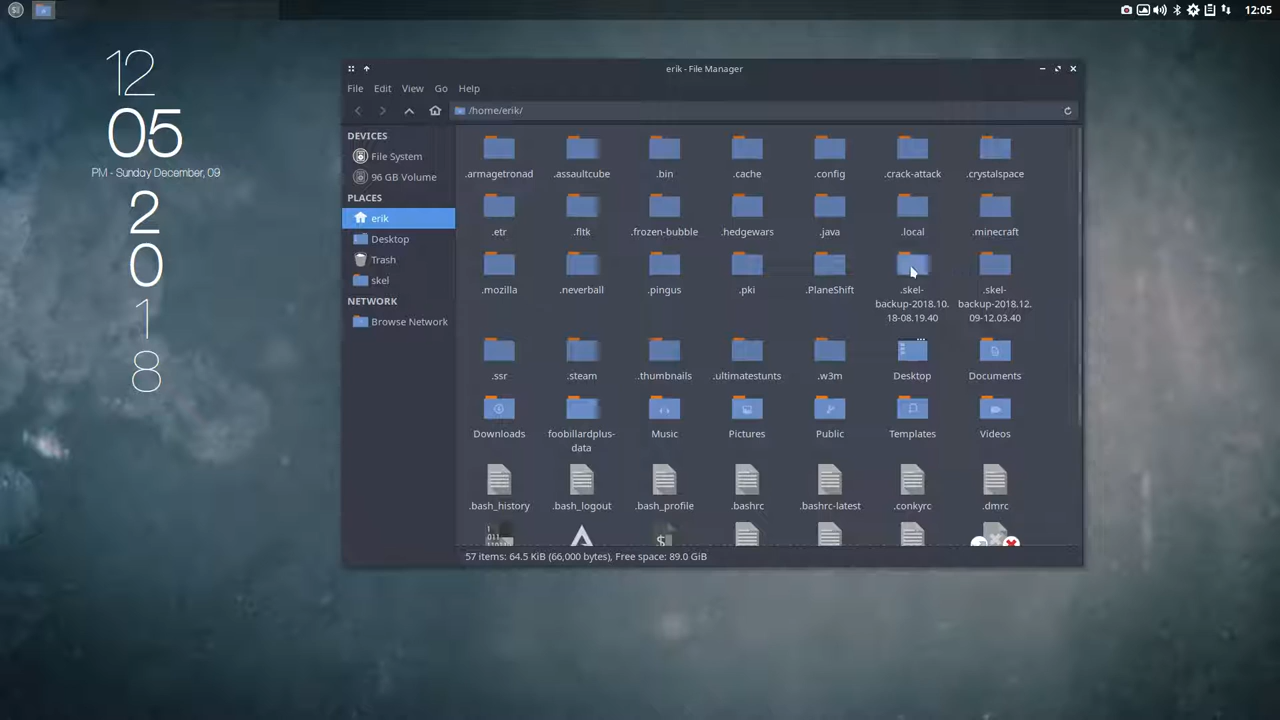 12:05
12
05
PM - Sunday December, 09
2
0
1
8
erik - File Manager
File Edit View Go Help
/home/erik/
DEVICES
File System
96 GB Volume
PLACES
erik
Desktop
Trash
skel
NETWORK
Browse Network
.armagetronad .assaultcube .bin .cache .config .crack-attack .crystalspace
.etr .fltk .frozen-bubble .hedgewars .java .local .minecraft
.mozilla .neverball .pingus .pki .PlaneShift .skel- .skel-
backup-2018.10. backup-2018.12.
18-08.19.40 09-12.03.40
.ssr .steam .thumbnails .ultimatestunts .w3m Desktop Documents
Downloads foobillardplus- Music Pictures Public Templates Videos
data
.bash_history .bash_logout .bash_profile .bashrc .bashrc-latest .conkyrc .dmrc
57 items: 64.5 KiB (66,000 bytes), Free space: 89.0 GiB